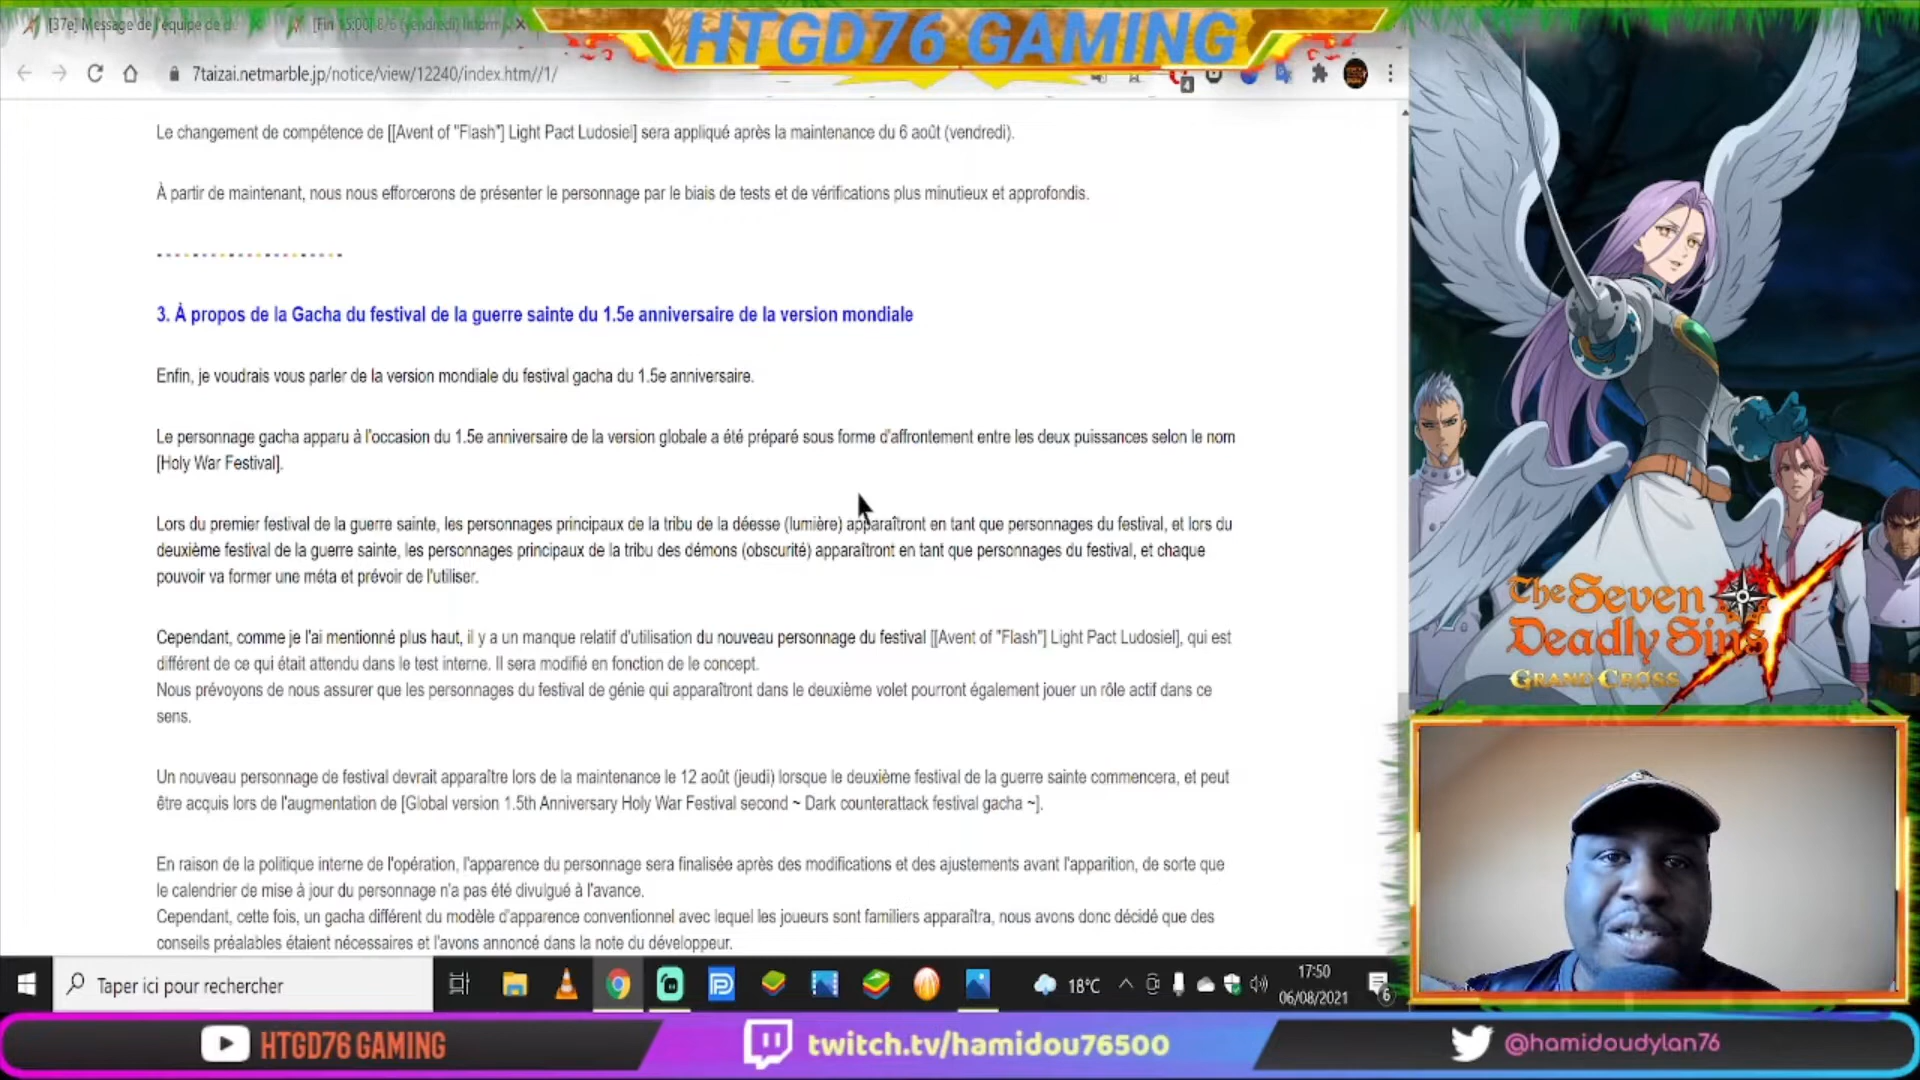 [37e] Message de l'équipe de
[Fin 15:00] 8/6 (vendredi) Inform
HTGD76 GAMING
7taizai.netmarble.jp/notice/view/12240/index.htm//1/
4
Le changement de compétence de [[Avent of "Flash"] Light Pact Ludosiel] sera appliqué après la maintenance du 6 août (vendredi).
À partir de maintenant, nous nous efforcerons de présenter le personnage par le biais de tests et de vérifications plus minutieux et approfondis.
3. À propos de la Gacha du festival de la guerre sainte du 1.5e anniversaire de la version mondiale
Enfin, je voudrais vous parler de la version mondiale du festival gacha du 1.5e anniversaire.
Le personnage gacha apparu à l'occasion du 1.5e anniversaire de la version globale a été préparé sous forme d'affrontement entre les deux puissances selon le nom
[Holy War Festival].
Lors du premier festival de la guerre sainte, les personnages principaux de la tribu de la déesse (lumière) apparaîtront en tant que personnages du festival, et lors du
deuxième festival de la guerre sainte, les personnages principaux de la tribu des démons (obscurité) apparaîtront en tant que personnages du festival, et chaque
pouvoir va former une méta et prévoir de l'utiliser.
Cependant, comme je l'ai mentionné plus haut, il y a un manque relatif d'utilisation du nouveau personnage du festival [[Avent of "Flash"] Light Pact Ludosiel], qui est
différent de ce qui était attendu dans le test interne. Il sera modifié en fonction de le concept.
Nous prévoyons de nous assurer que les personnages du festival de génie qui apparaîtront dans le deuxième volet pourront également jouer un rôle actif dans ce
sens.
Un nouveau personnage de festival devrait apparaître lors de la maintenance le 12 août (jeudi) lorsque le deuxième festival de la guerre sainte commencera, et peut
être acquis lors de l'augmentation de [Global version 1.5th Anniversary Holy War Festival second ~ Dark counterattack festival gacha ~].
En raison de la politique interne de l'opération, l'apparence du personnage sera finalisée après des modifications et des ajustements avant l'apparition, de sorte que
le calendrier de mise à jour du personnage n'a pas été divulgué à l'avance.
Cependant, cette fois, un gacha différent du modèle d'apparence conventionnel avec lequel les joueurs sont familiers apparaîtra, nous avons donc décidé que des
conseils préalables étaient nécessaires et l'avons annoncé dans la note du développeur.
The Seven
Deadly Sins
GRAND CROSS
Taper ici pour rechercher
18°C
17:50
06/08/2021
6
HTGD76 GAMING
twitch.tv/hamidou76500
@hamidoudylan76